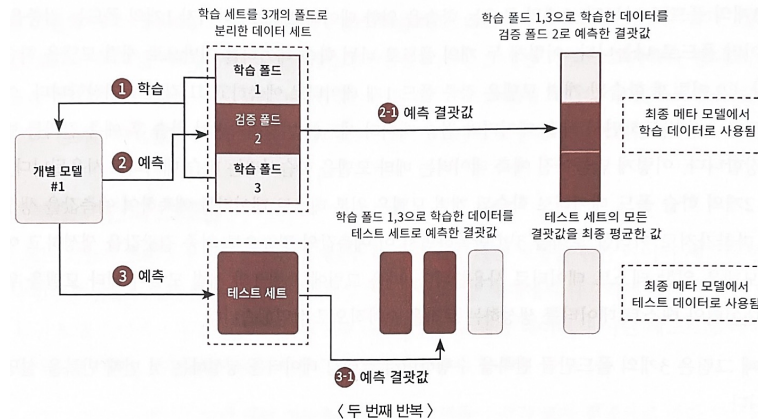 학습 세트를 3개의 폴드로
분리한 데이터 세트
학습 폴드 1,3으로 학습한 데이터를
검증 폴드 2로 예측한 결괏값
1 학습
학습 폴드
1
2-1 예측 결괏값
최종 메타 모델에서
학습 데이터로 사용됨
검증 폴드
2
2 예측
개별 모델
#1
학습 폴드
3
학습 폴드 1,3으로 학습한 데이터를
테스트 세트로 예측한 결괏값
테스트 세트의 모든
결괏값을 최종 평균한 값
3 예측
테스트 세트
최종 메타 모델에서
테스트 데이터로 사용됨
3-1 예측 결괏값
〈 두 번째 반복 〉